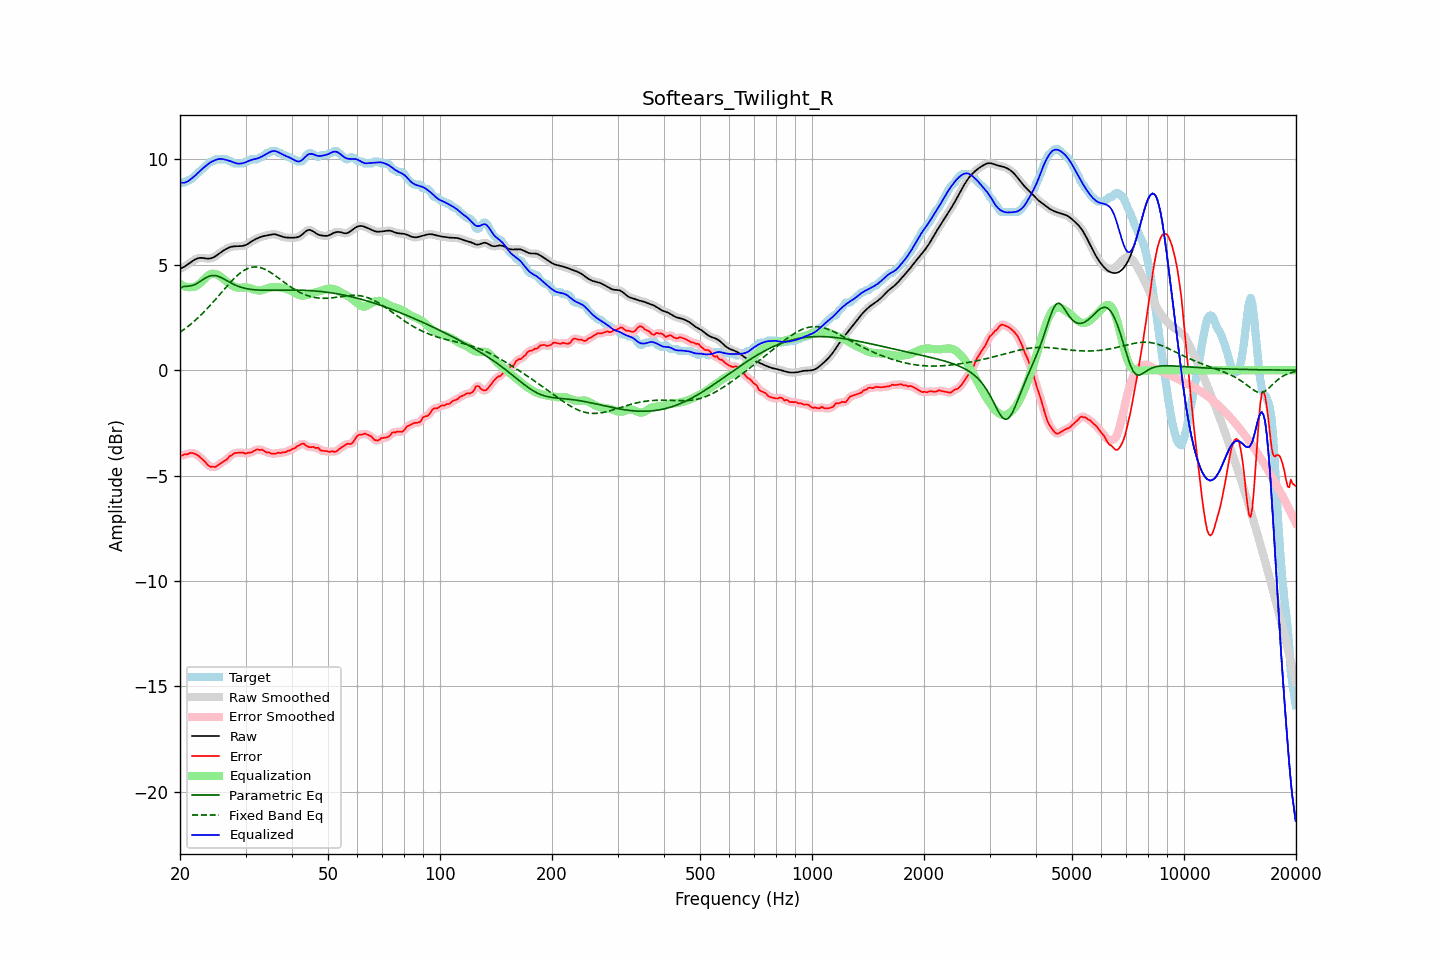 Softears_Twilight_R
10
5
0
−5
−10
−15
−20
Amplitude (dBr)
Target
Raw Smoothed
Error Smoothed
Raw
Error
Equalization
Parametric Eq
Fixed Band Eq
Equalized
20 50 100 200 500 1000 2000 5000 10000 20000
Frequency (Hz)